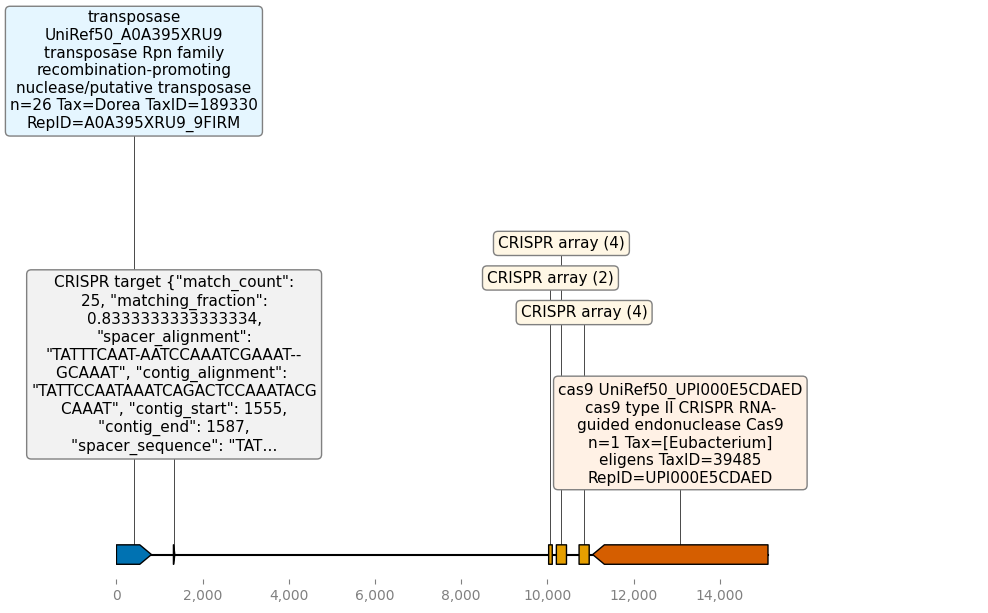 transposase
UniRef50_A0A395XRU9
transposase Rpn family
recombination-promoting
nuclease/putative transposase
n=26 Tax=Dorea TaxID=189330
RepID=A0A395XRU9_9FIRM
CRISPR array (4)
CRISPR array (2)
CRISPR array (4)
CRISPR target {"match_count":
25, "matching_fraction":
0.8333333333333334,
"spacer_alignment":
"TATTTCAAT-AATCCAAATCGAAAT--
GCAAAT", "contig_alignment":
"TATTCCAATAAATCAGACTCCAAATACG
CAAAT", "contig_start": 1555,
"contig_end": 1587,
"spacer_sequence": "TAT...
cas9 UniRef50_UPI000E5CDAED
cas9 type II CRISPR RNA-
guided endonuclease Cas9
n=1 Tax=[Eubacterium]
eligens TaxID=39485
RepID=UPI000E5CDAED
0 2,000 4,000 6,000 8,000 10,000 12,000 14,000